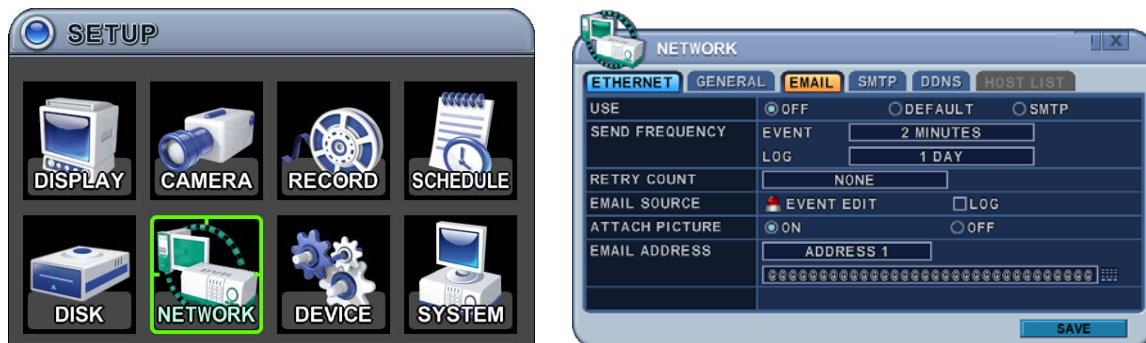 SETUP
DISPLAY CAMERA RECORD SCHEDULE
DISK NETWORK DEVICE SYSTEM
DVR
NETWORK
X
ETHERNET GENERAL EMAIL SMTP DDNS HOST LIST
USE OFF DEFAULT SMTP
SEND FREQUENCY EVENT 2 MINUTES
LOG 1 DAY
RETRY COUNT NONE
EMAIL SOURCE EVENT EDIT LOG
ATTACH PICTURE ON OFF
EMAIL ADDRESS ADDRESS 1
@@@@@@@@@@@@@@@@@@@@@@@@@@@@@@
SAVE